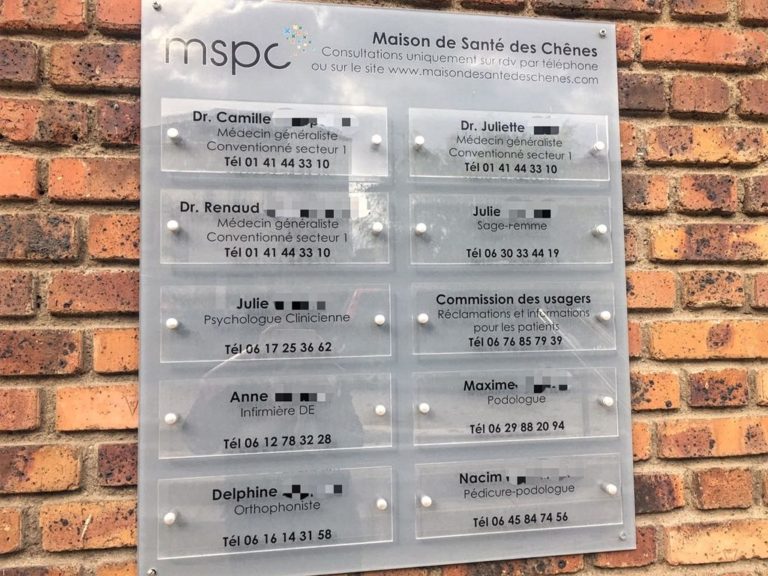 mspc
Maison de Santé des Chênes
Consultations uniquement sur rdv par téléphone
ou sur le site www.maisondesantedeschenes.com
Dr. Camille
Médecin généraliste
Conventionné secteur 1
Tél 01 41 44 33 10
Dr. Juliette
Médecin généraliste
Conventionné secteur 1
Tél 01 41 44 33 10
Dr. Renaud
Médecin généraliste
Conventionné secteur 1
Tél 01 41 44 33 10
Julie
Sage-femme
Tél 06 30 33 44 19
Julie
Psychologue Clinicienne
Tél 06 17 25 36 62
Commission des usagers
Réclamations et informations
pour les patients
Tél 06 76 85 79 39
Anne
Infirmière DE
Tél 06 12 78 32 28
Maxime
Podologue
Tél 06 29 88 20 94
Delphine
Orthophoniste
Tél 06 16 14 31 58
Nacim
Pédicure-podologue
Tél 06 45 84 74 56